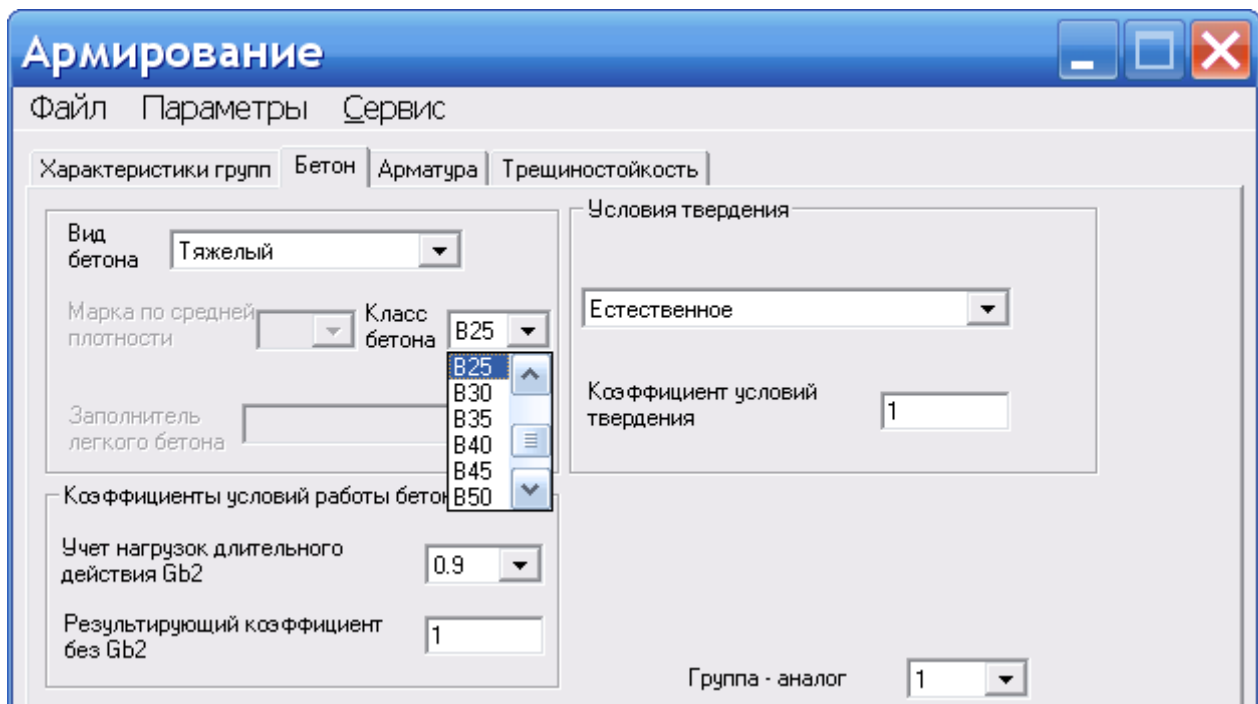 Армирование
Файл Параметры Сервис
Характеристики групп Бетон Арматура Трещиностойкость
Вид
бетона
Тяжелый
Марка по средней
плотности
Класс
бетона
B25
B25
B30
B35
B40
B45
B50
Заполнитель
легкого бетона
Условия твердения
Естественное
Коэффициент условий
твердения
1
Коэффициенты условий работы бетон
Учет нагрузок длительного
действия Gb2
0.9
Результирующий коэффициент
без Gb2
1
Группа - аналог
1